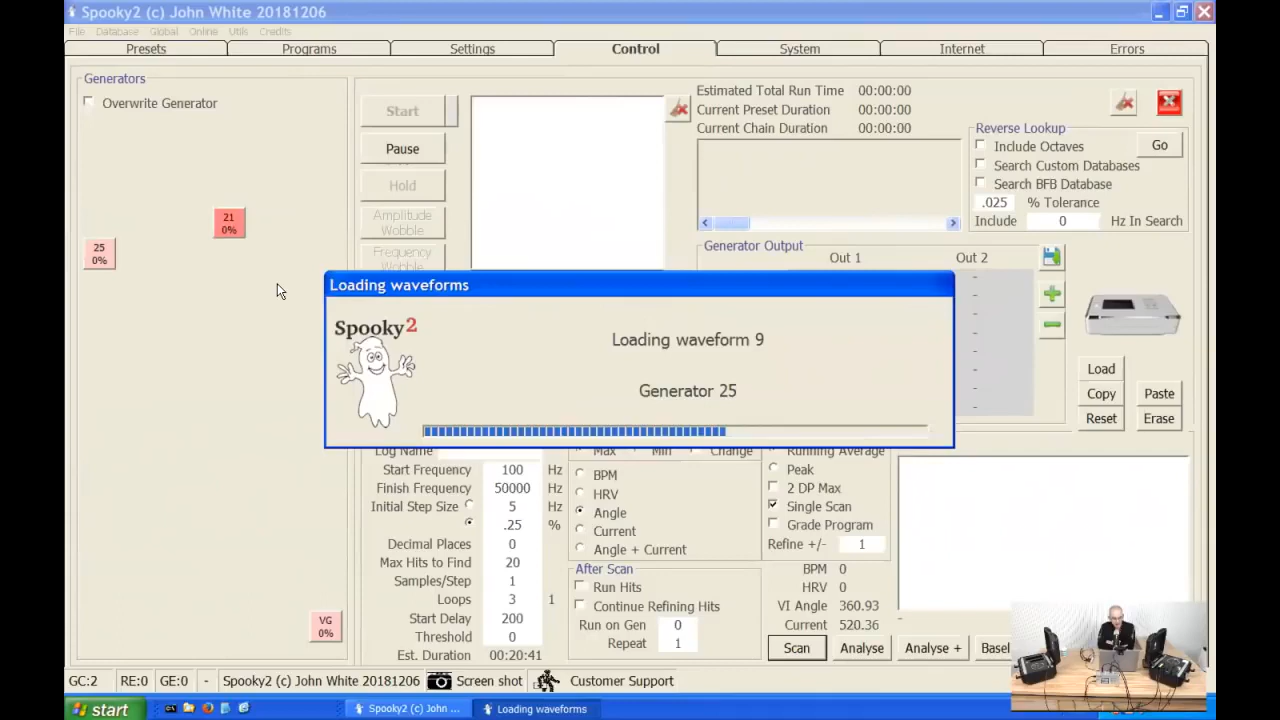 Spooky2 (c) John White 20181206
File Database Global Online Utils Credits
Presets Programs Settings Control System Internet Errors
Generators
Overwrite Generator
21
0%
25
0%
VG
0%
Start
Pause
Hold
Amplitude
Wobble
Frequency
Wobble
Estimated Total Run Time 00:00:00
Current Preset Duration 00:00:00
Current Chain Duration 00:00:00
Reverse Lookup
Include Octaves Go
Search Custom Databases
Search BFB Database
.025 % Tolerance
Include 0 Hz In Search
Generator Output
Out 1 Out 2
-
-
-
-
-
-
-
-
Load
Copy Paste
Reset Erase
Loading waveforms
Spooky2
Loading waveform 9
Generator 25
Log Name
Start Frequency 100 Hz
Finish Frequency 50000 Hz
Initial Step Size 5 Hz
.25 %
Decimal Places 0
Max Hits to Find 20
Samples/Step 1
Loops 3 1
Start Delay 200
Threshold 0
Est. Duration 00:20:41
Max Min Change
BPM
HRV
Angle
Current
Angle + Current
After Scan
Run Hits
Continue Refining Hits
Run on Gen 0
Repeat 1
Running Average
Peak
2 DP Max
Single Scan
Grade Program
Refine +/- 1
BPM 0
HRV 0
VI Angle 360.93
Current 520.36
-
Scan Analyse Analyse + Basel
GC:2 RE:0 GE:0 - Spooky2 (c) John White 20181206 Screen shot Customer Support
start Spooky2 (c) John ... Loading waveforms